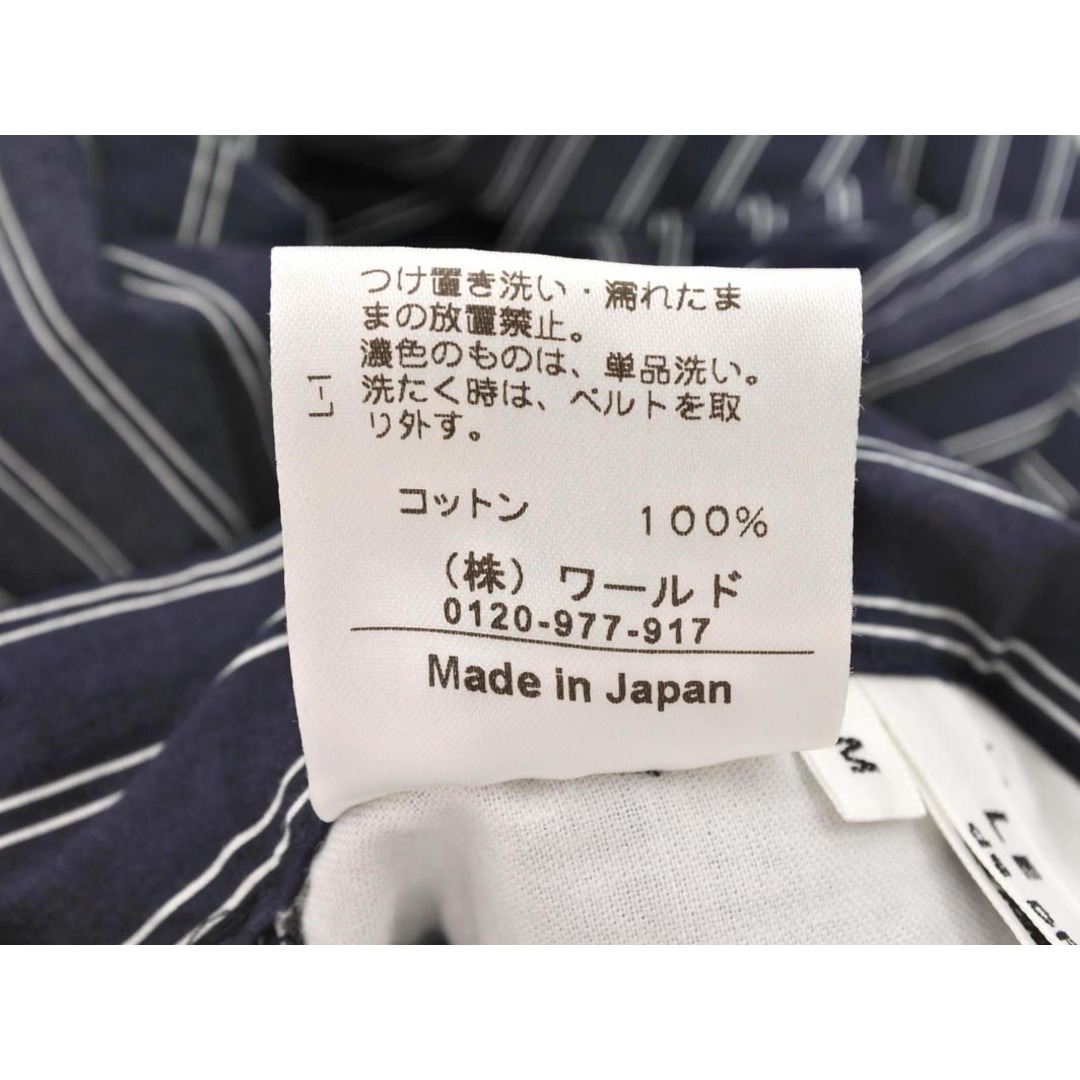 つけ置き洗い・濡れたま
まの放置禁止。
濃色のものは、単品洗い。
洗たく時は、ベルトを取
り外す。
コットン 100%
(株) ワールド
0120-977-917
Made in Japan
M
LE